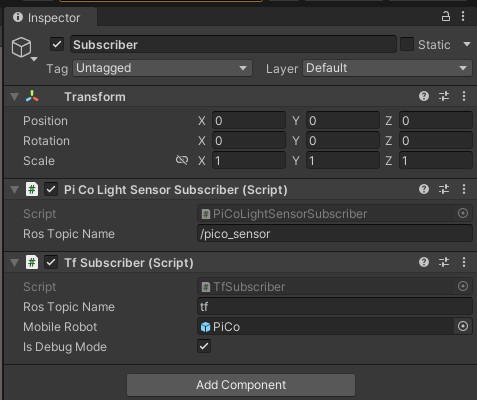 Inspector
Subscriber Static
Tag Untagged Layer Default
Transform
Position X 0 Y 0 Z 0
Rotation X 0 Y 0 Z 0
Scale X 1 Y 1 Z 1
# Pi Co Light Sensor Subscriber (Script)
Script # PiCoLightSensorSubscriber
Ros Topic Name /pico_sensor
# Tf Subscriber (Script)
Script # TfSubscriber
Ros Topic Name tf
Mobile Robot PiCo
Is Debug Mode
Add Component